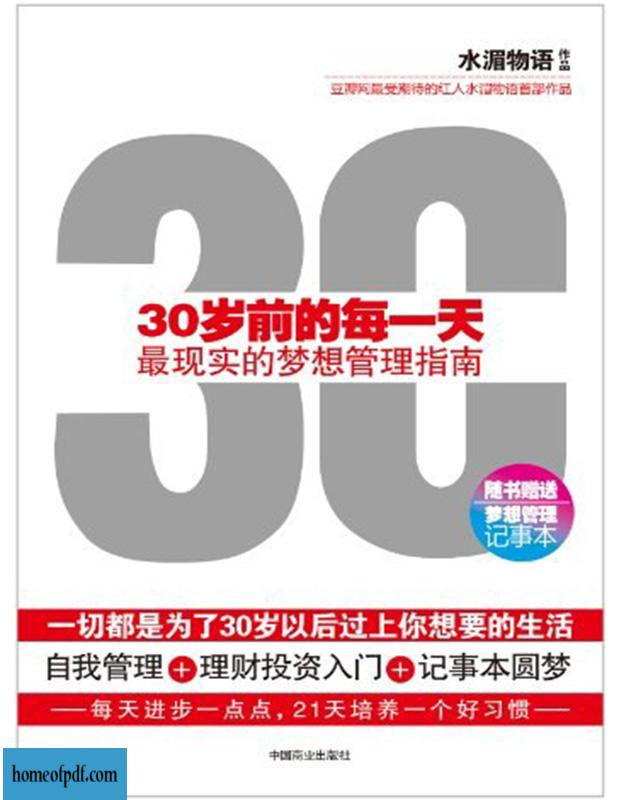 水湄物语 作品
豆瓣网最受期待的红人水湄物语首部作品
30
30岁前的每一天
最现实的梦想管理指南
随书赠送
梦想管理
记事本
一切都是为了30岁以后过上你想要的生活
自我管理+理财投资入门+记事本圆梦
——每天进步一点点，21天培养一个好习惯——
中国商业出版社
homeofpdf.com